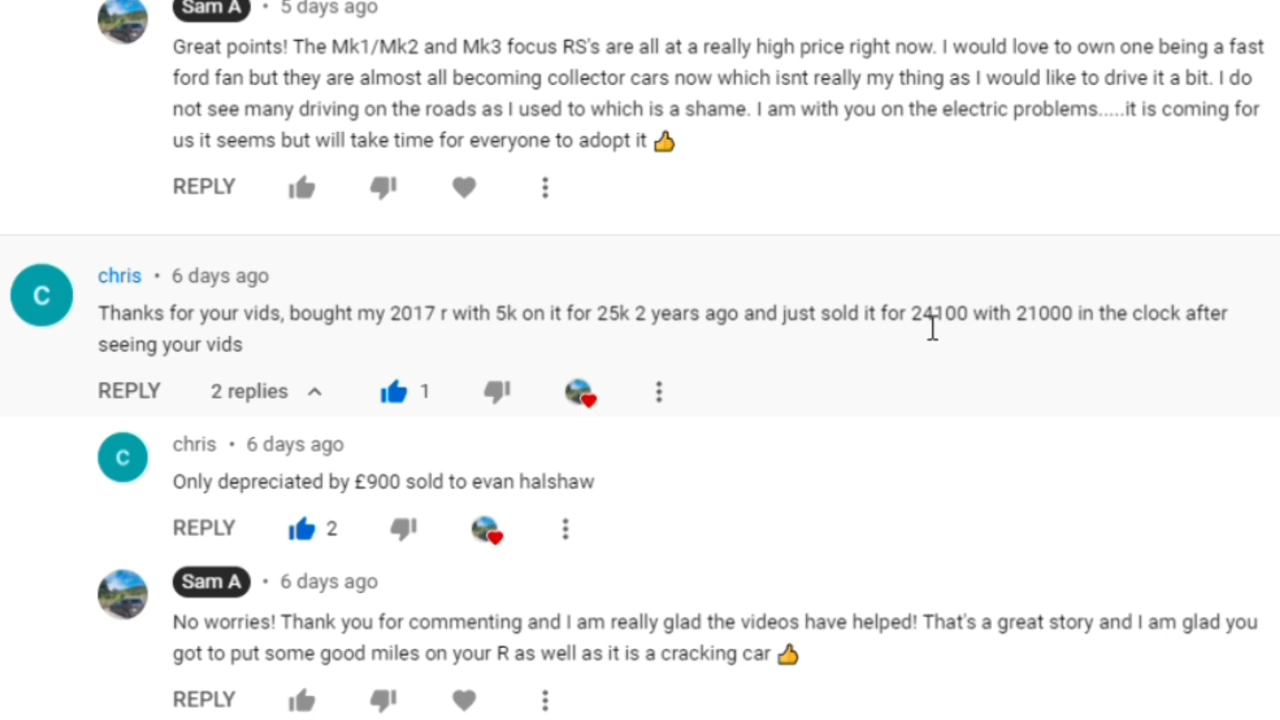 Sam A • 5 days ago
Great points! The Mk1/Mk2 and Mk3 focus RS's are all at a really high price right now. I would love to own one being a fast
ford fan but they are almost all becoming collector cars now which isnt really my thing as I would like to drive it a bit. I do
not see many driving on the roads as I used to which is a shame. I am with you on the electric problems.....it is coming for
us it seems but will take time for everyone to adopt it 👍
REPLY
C chris • 6 days ago
Thanks for your vids, bought my 2017 r with 5k on it for 25k 2 years ago and just sold it for 24100 with 21000 in the clock after
seeing your vids
REPLY 2 replies 1
C chris • 6 days ago
Only depreciated by £900 sold to evan halshaw
REPLY 2
Sam A • 6 days ago
No worries! Thank you for commenting and I am really glad the videos have helped! That's a great story and I am glad you
got to put some good miles on your R as well as it is a cracking car 👍
REPLY